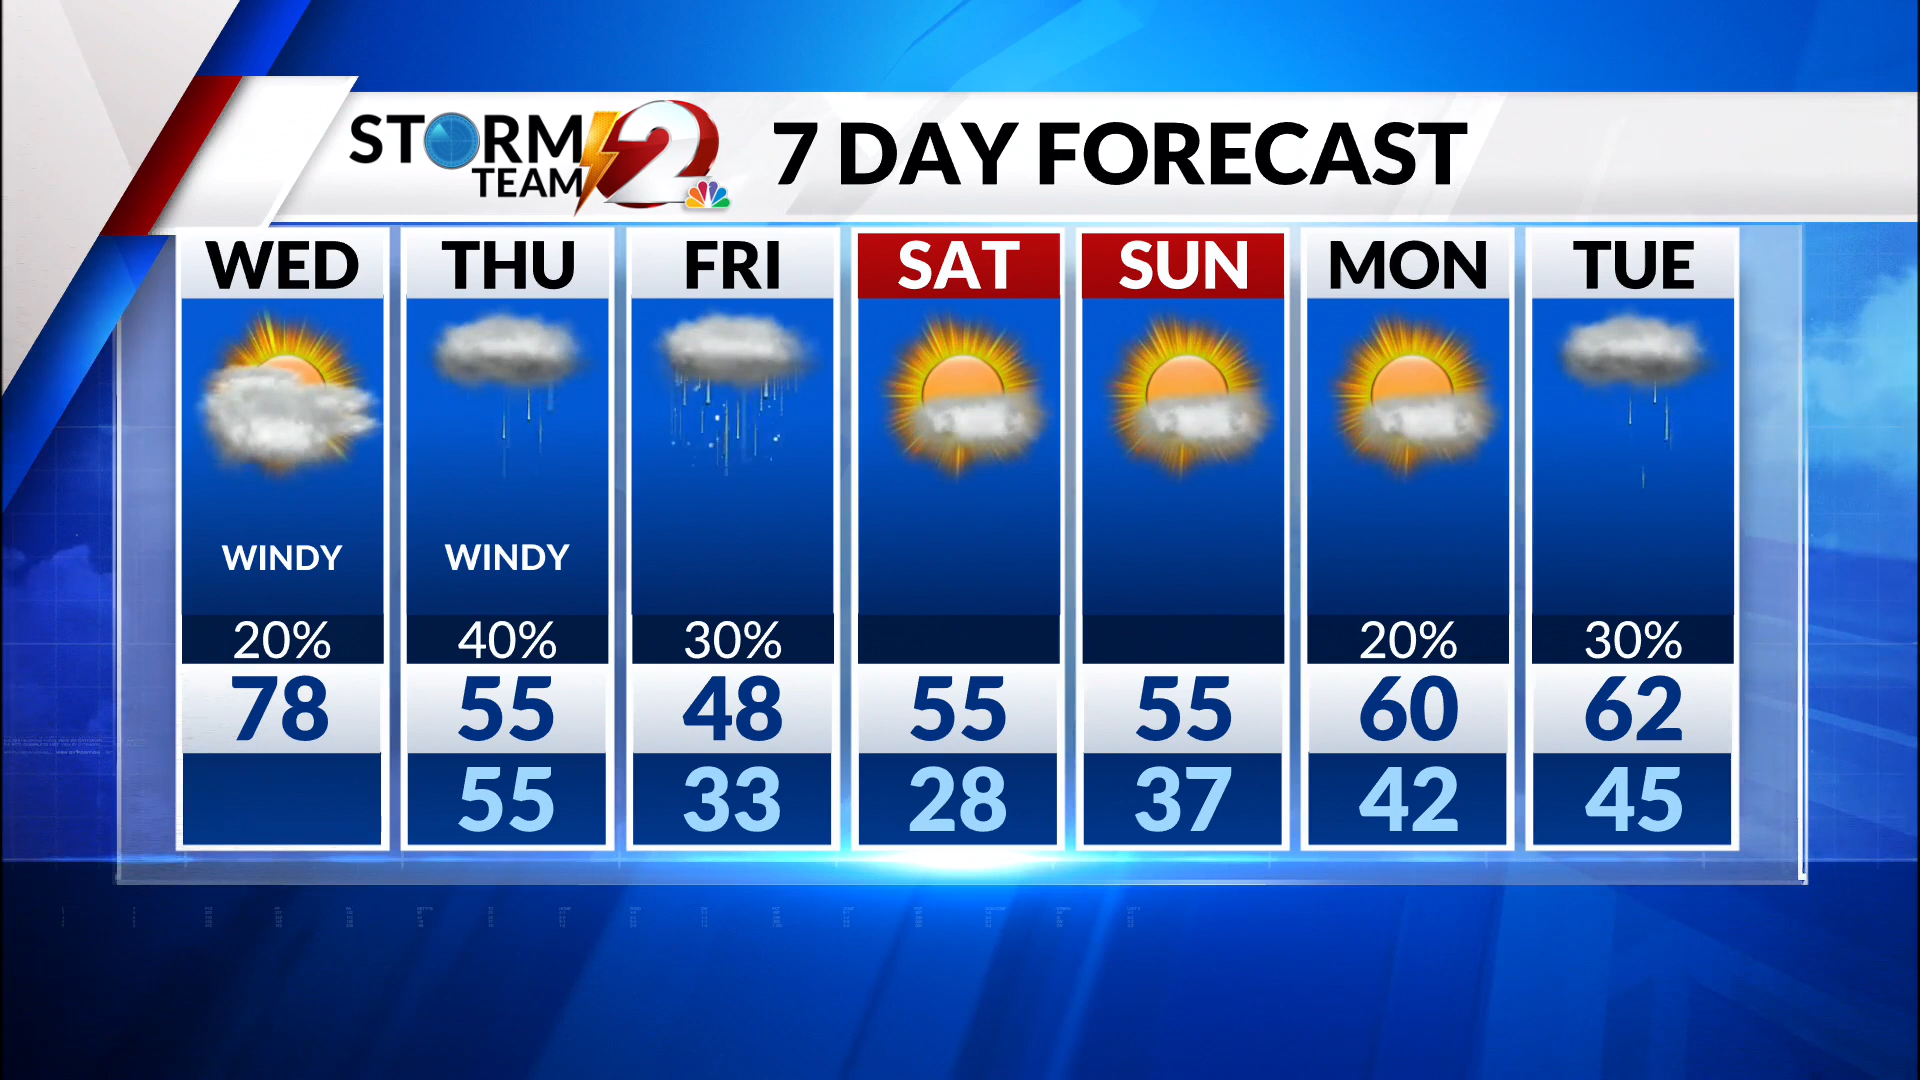 STORM
TEAM 2
7 DAY FORECAST
WED THU FRI SAT SUN MON TUE
WINDY WINDY
20% 40% 30% 20% 30%
78 55 48 55 55 60 62
55 33 28 37 42 45